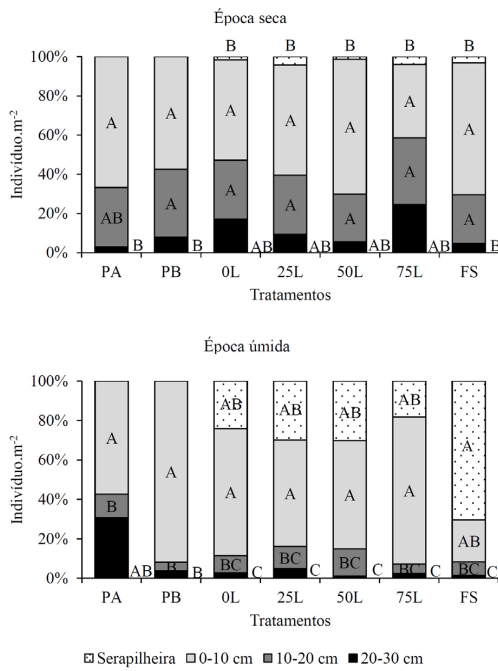 Época seca
B B B B B
100%
80%
60%
40%
20%
0%
Indivíduo.m-2
A A A A A A A
AB A A A A A A
B B AB AB AB AB B
PA PB 0L 25L 50L 75L FS
Tratamentos
Época úmida
100%
80%
60%
40%
20%
0%
Indivíduo.m-2
AB AB AB AB A
A A A A A A AB
B B BC BC BC BC BC
AB B C C C C C
PA PB 0L 25L 50L 75L FS
Tratamentos
Serapilheira 0-10 cm 10-20 cm 20-30 cm